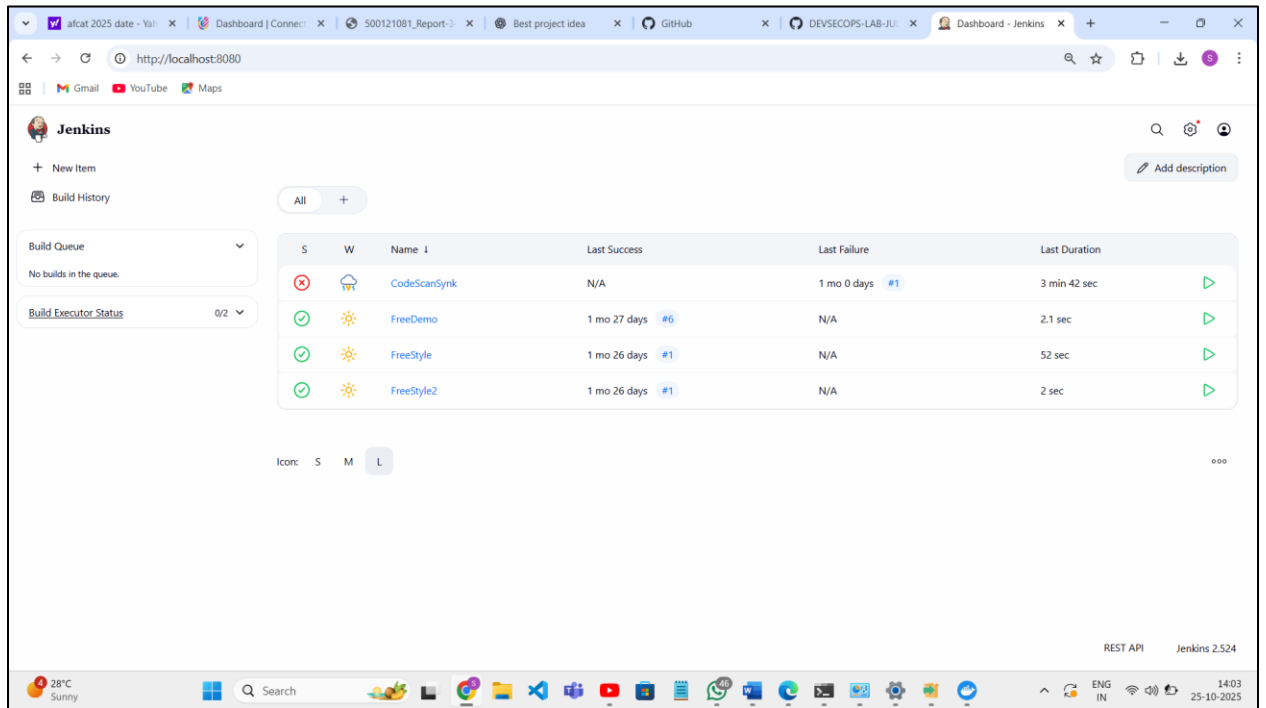 afcat 2025 date - Yah
Dashboard | Connect
500121081_Report-3-
Best project idea
GitHub
DEVSECOPS-LAB-JUL
Dashboard - Jenkins
http://localhost:8080
S
Gmail
YouTube
Maps
Jenkins
+ New Item
Add description
Build History
All +
Build Queue
No builds in the queue.
Build Executor Status 0/2
S W Name ↓ Last Success Last Failure Last Duration
CodeScanSynk N/A 1 mo 0 days #1 3 min 42 sec
FreeDemo 1 mo 27 days #6 N/A 2.1 sec
FreeStyle 1 mo 26 days #1 N/A 52 sec
FreeStyle2 1 mo 26 days #1 N/A 2 sec
Icon: S M L
REST API Jenkins 2.524
4
28°C
Sunny
Search
46
ENG
IN
14:03
25-10-2025